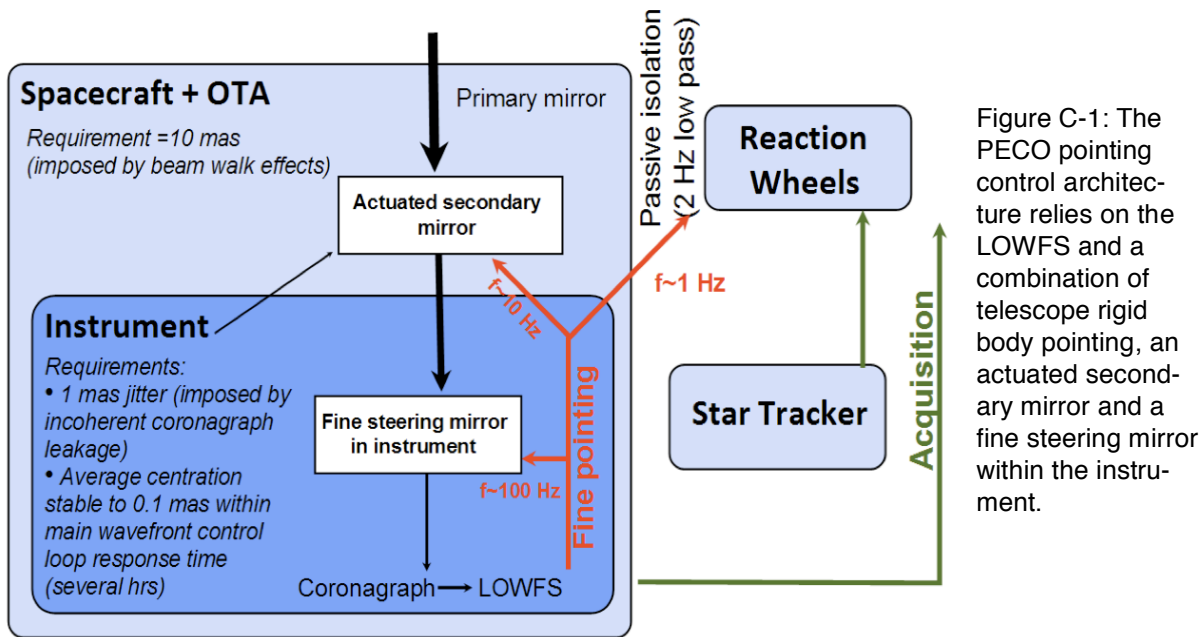 Spacecraft + OTA
Requirement =10 mas
(imposed by beam walk effects)
Primary mirror
Actuated secondary
mirror
Instrument
Requirements:
• 1 mas jitter (imposed by
incoherent coronagraph
leakage)
• Average centration
stable to 0.1 mas within
main wavefront control
loop response time
(several hrs)
Fine steering mirror
in instrument
Coronagraph
LOWFS
f~100 Hz
Fine pointing
f~10 Hz
f~1 Hz
Passive isolation
(2 Hz low pass)
Reaction
Wheels
Star Tracker
Acquisition
Figure C-1: The
PECO pointing
control architec-
ture relies on the
LOWFS and a
combination of
telescope rigid
body pointing, an
actuated second-
ary mirror and a
fine steering mirror
within the instru-
ment.